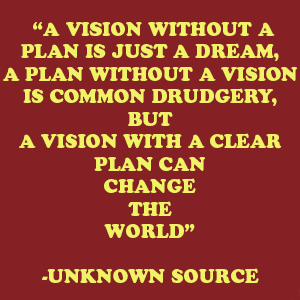 “A VISION WITHOUT A
PLAN IS JUST A DREAM,
A PLAN WITHOUT A VISION
IS COMMON DRUDGERY,
BUT
A VISION WITH A CLEAR
PLAN CAN
CHANGE
THE
WORLD”
-UNKNOWN SOURCE